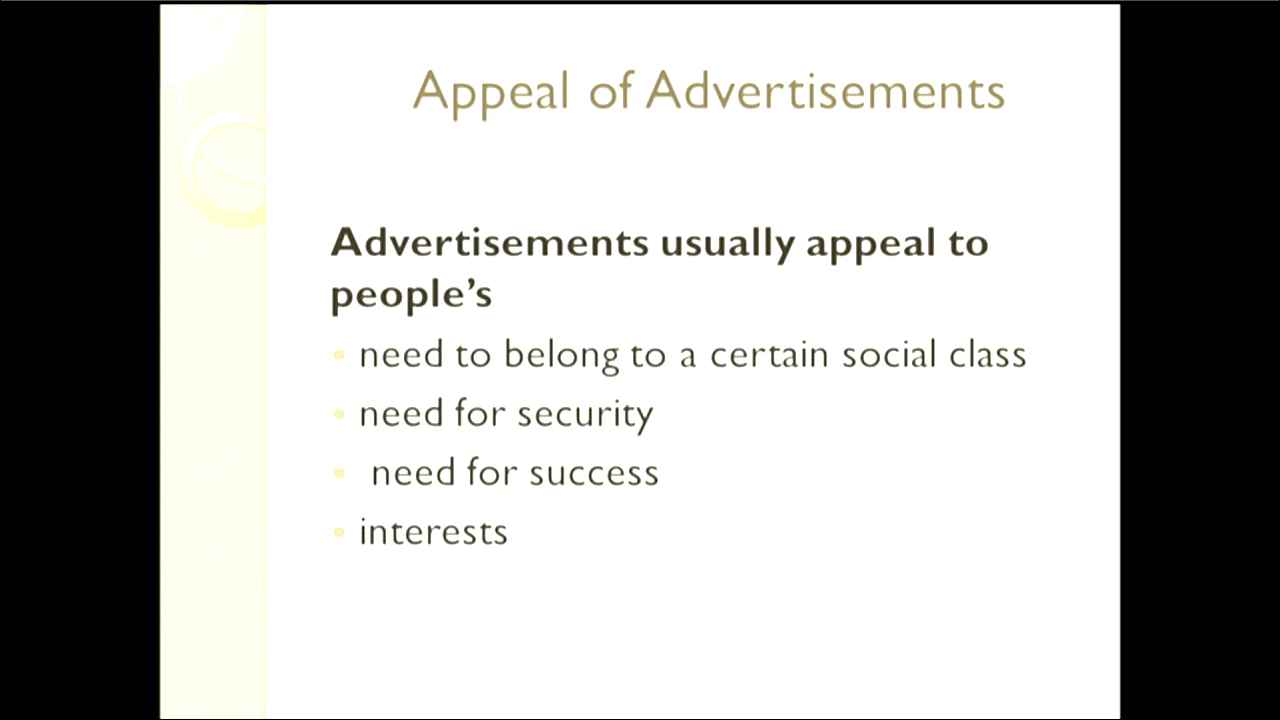 Appeal of Advertisements
Advertisements usually appeal to
people’s
• need to belong to a certain social class
• need for security
• need for success
• interests